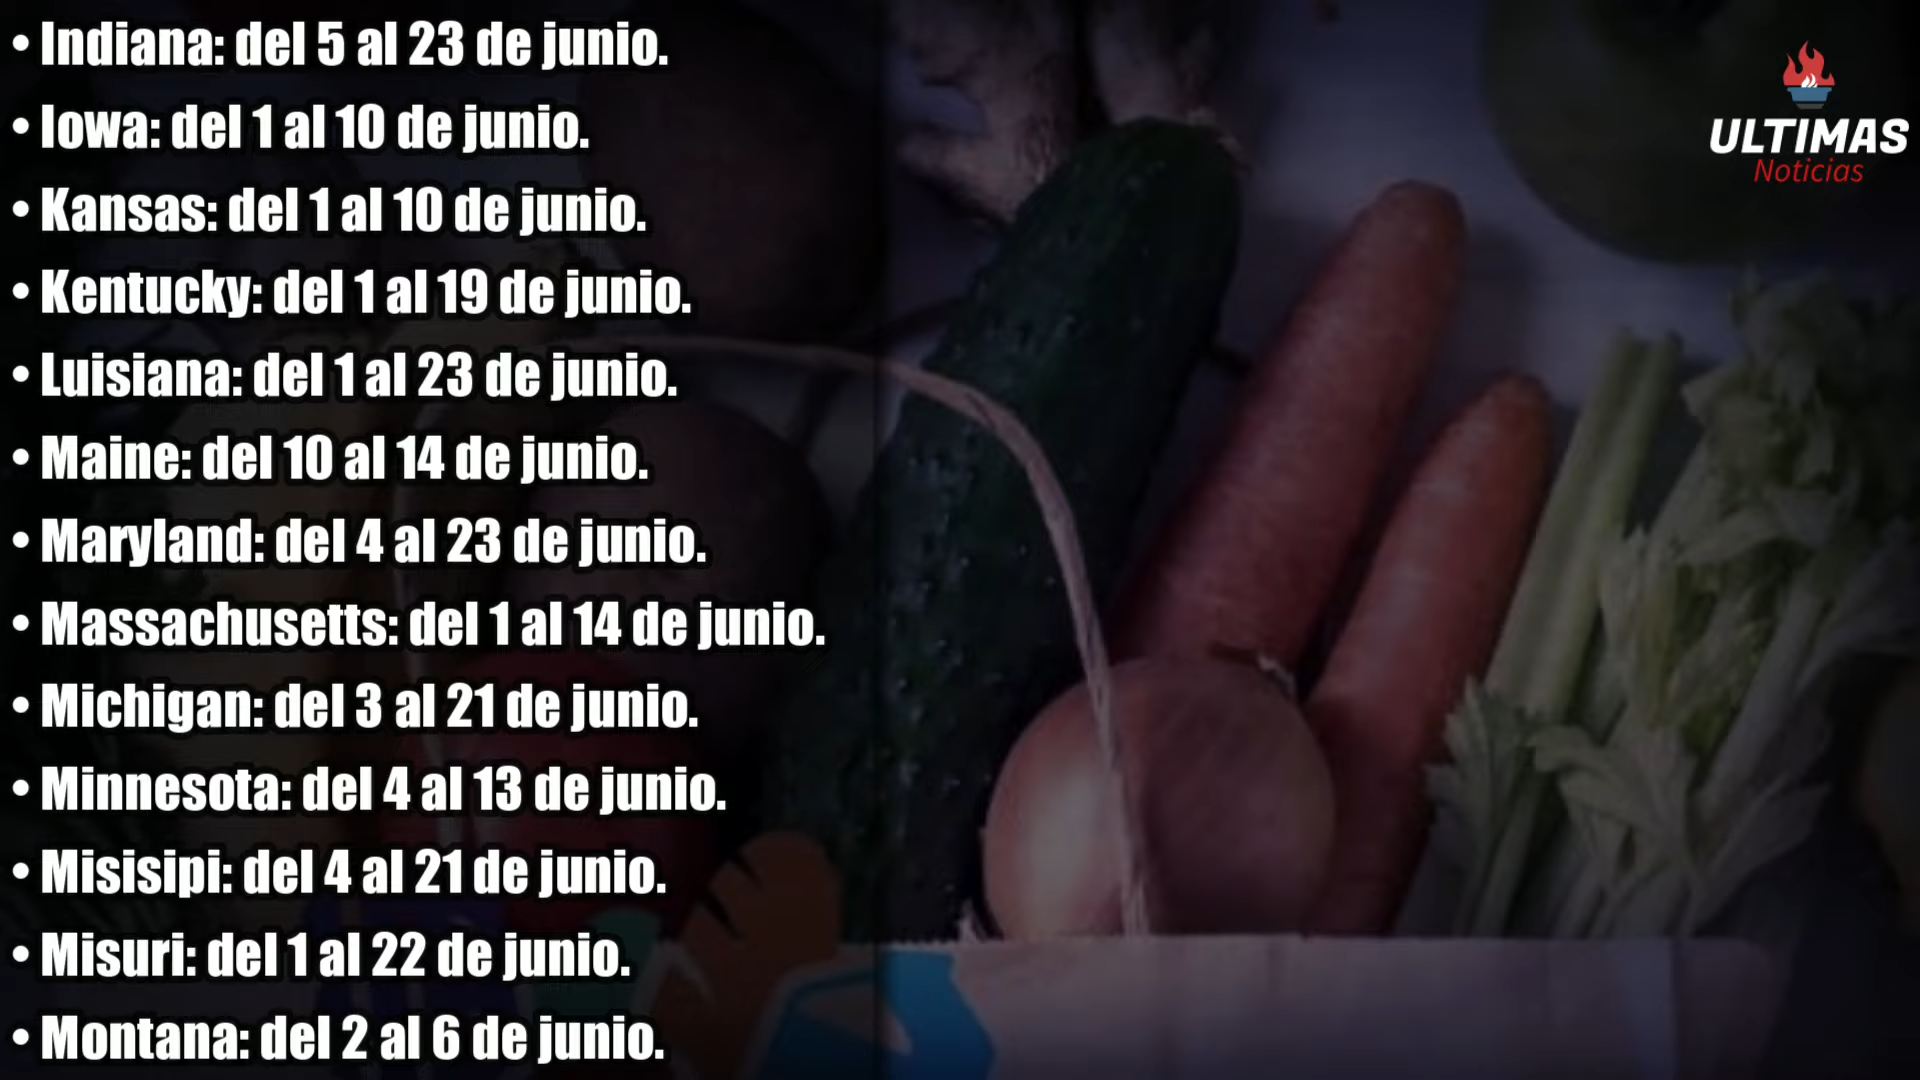 • Indiana: del 5 al 23 de junio.
• Iowa: del 1 al 10 de junio.
• Kansas: del 1 al 10 de junio.
• Kentucky: del 1 al 19 de junio.
• Luisiana: del 1 al 23 de junio.
• Maine: del 10 al 14 de junio.
• Maryland: del 4 al 23 de junio.
• Massachusetts: del 1 al 14 de junio.
• Michigan: del 3 al 21 de junio.
• Minnesota: del 4 al 13 de junio.
• Misisipi: del 4 al 21 de junio.
• Misuri: del 1 al 22 de junio.
• Montana: del 2 al 6 de junio.
ULTIMAS
Noticias